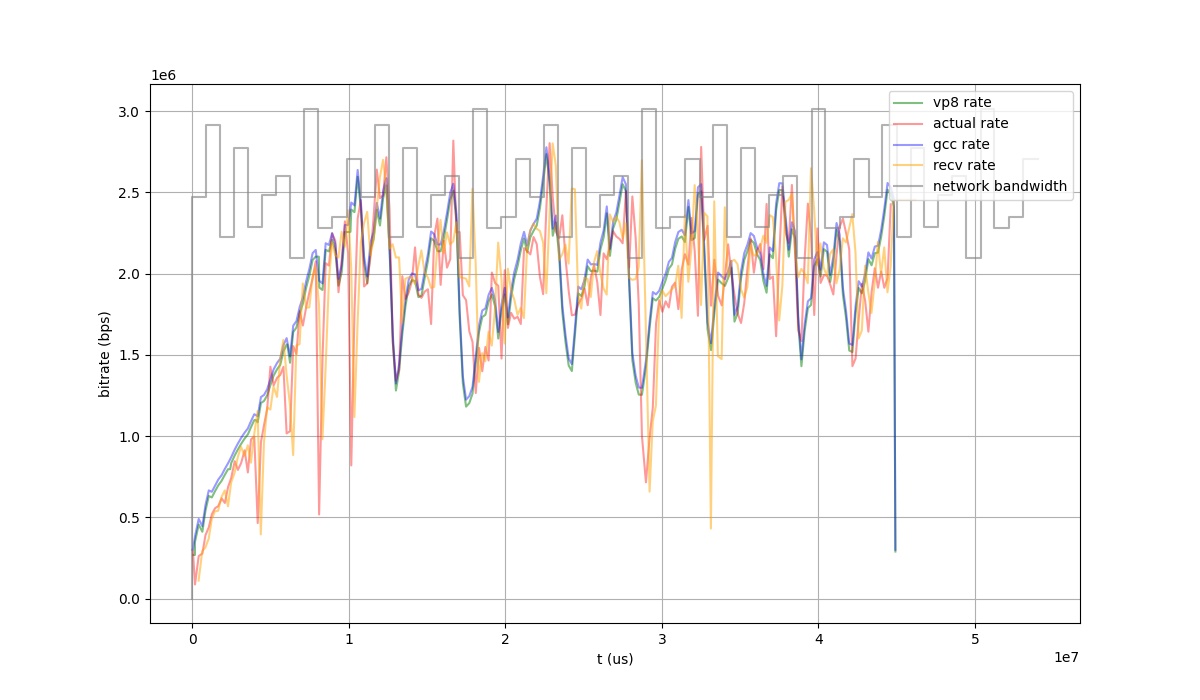 1e6
3.0
2.5
2.0
1.5
1.0
0.5
0.0
bitrate (bps)
vp8 rate
actual rate
gcc rate
recv rate
network bandwidth
0 1 2 3 4 5
t (us)
1e7